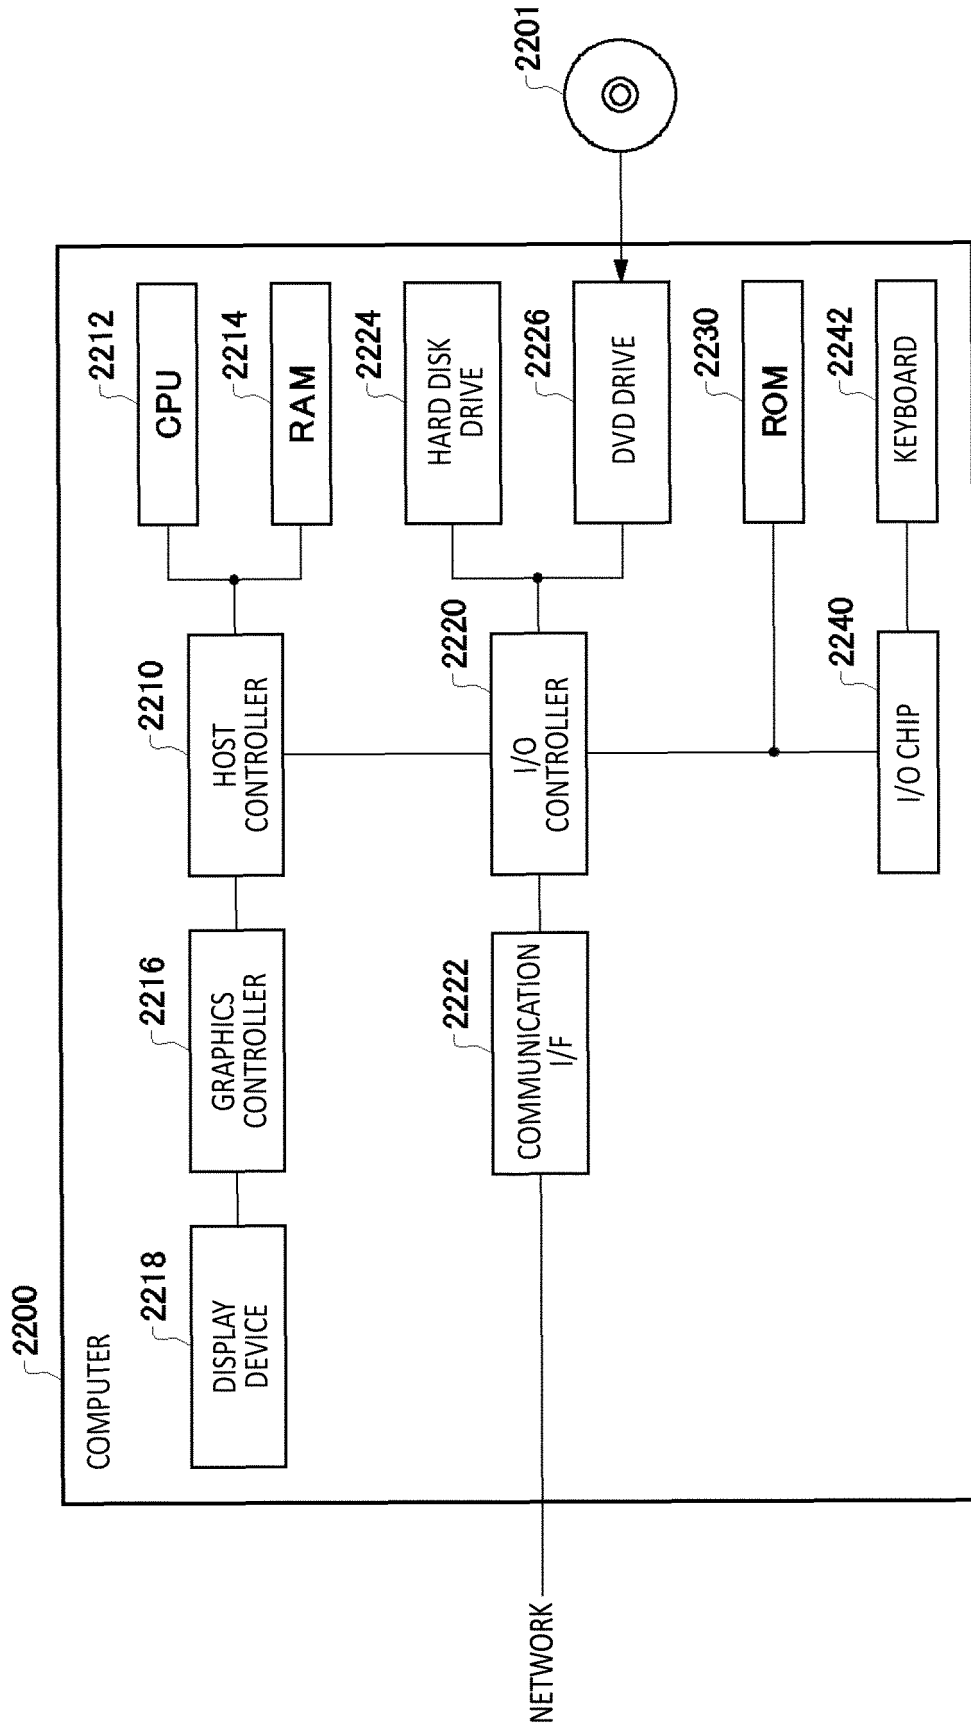 2200
COMPUTER
2218
DISPLAY
DEVICE
2216
GRAPHICS
CONTROLLER
2210
HOST
CONTROLLER
2212
CPU
2214
RAM
2224
HARD DISK
DRIVE
2222
COMMUNICATION
I/F
2220
I/O
CONTROLLER
2226
DVD DRIVE
2201
NETWORK
2230
ROM
2240
I/O CHIP
2242
KEYBOARD